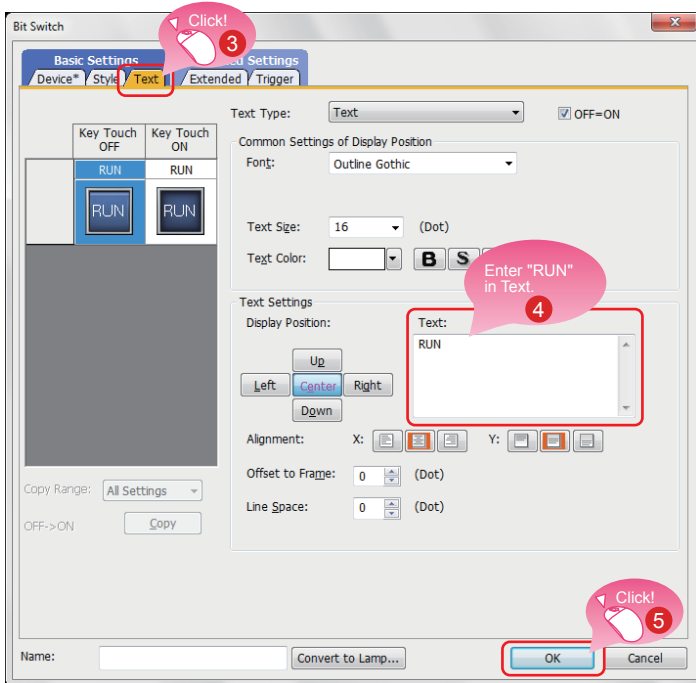 Bit Switch
Click!
3
Basic Settings
ed Settings
Device* Style Text Extended Trigger
Text Type: Text OFF=ON
Key Touch OFF
Key Touch ON
RUN RUN
RUN RUN
Common Settings of Display Position
Font: Outline Gothic
Text Size: 16 (Dot)
Text Color: B S
Enter "RUN"
in Text.
4
Text Settings
Display Position:
Text:
RUN
Up
Left Center Right
Down
Alignment: X: Y:
Offset to Frame: 0 (Dot)
Line Space: 0 (Dot)
Copy Range: All Settings
OFF->ON Copy
Click!
5
Name: Convert to Lamp... OK Cancel